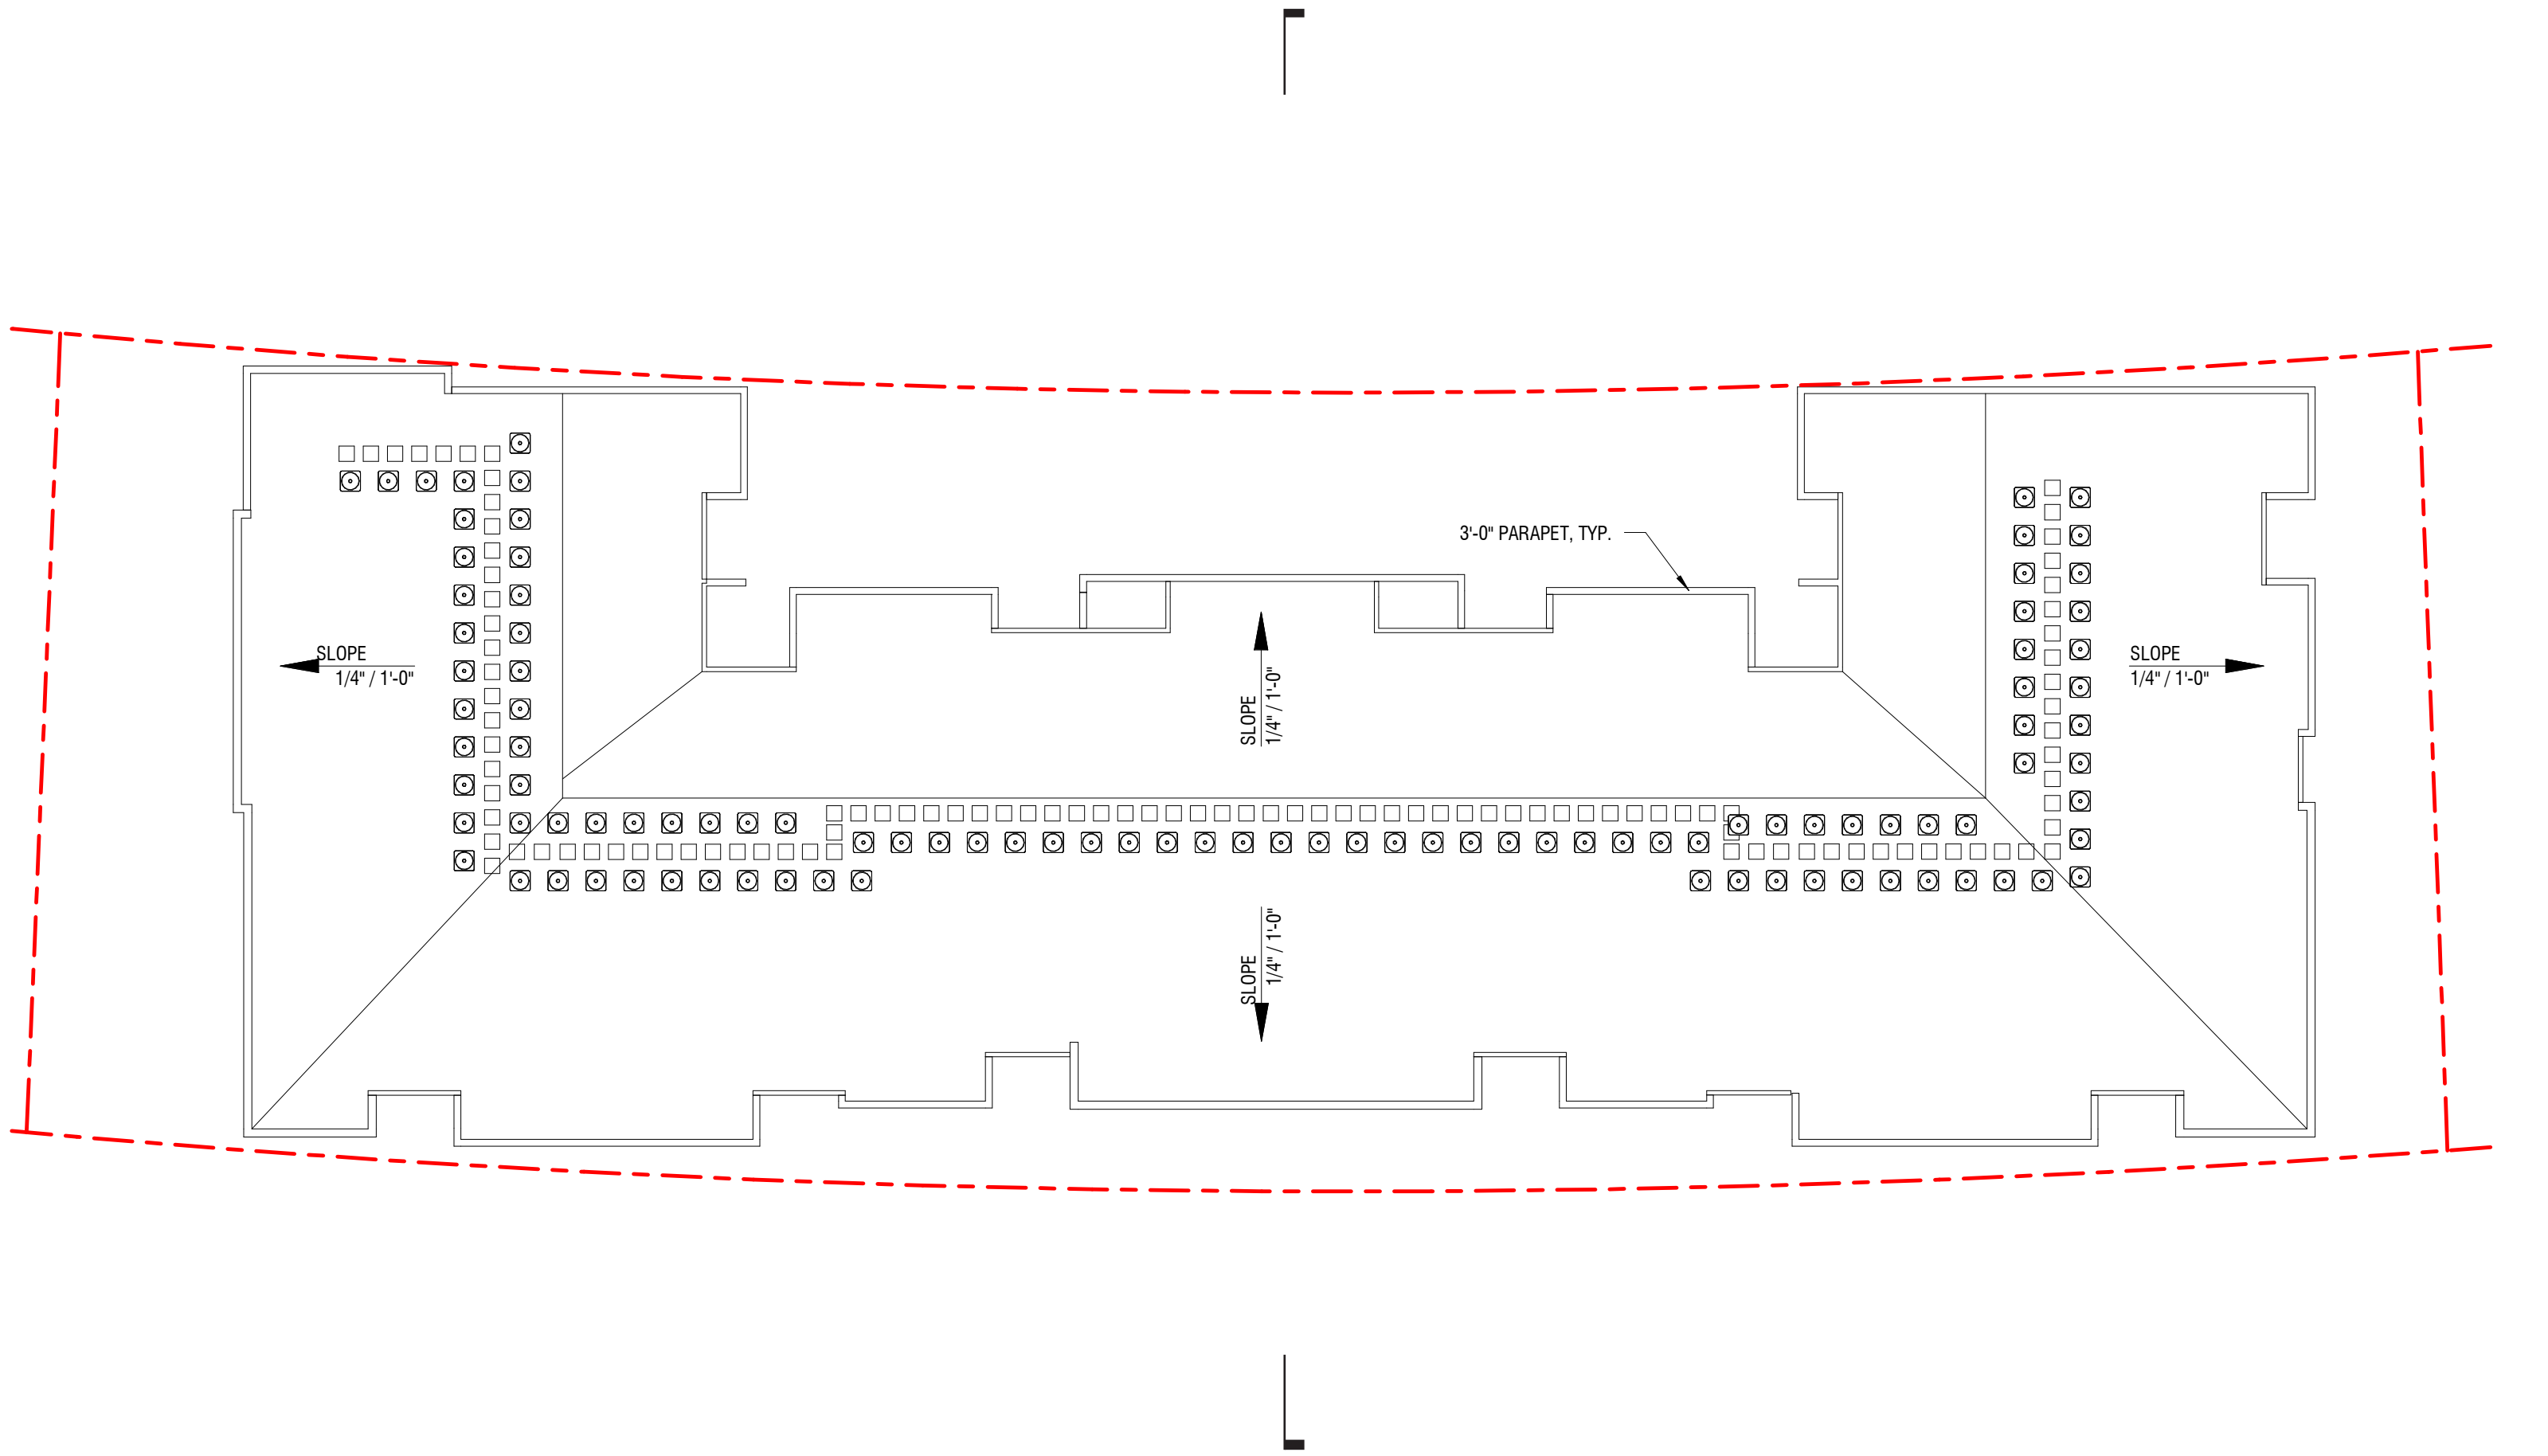 3'-0" PARAPET, TYP.
SLOPE
1/4" / 1'-0"
SLOPE
1/4" / 1'-0"
SLOPE
1/4" / 1'-0"
SLOPE
1/4" / 1'-0"